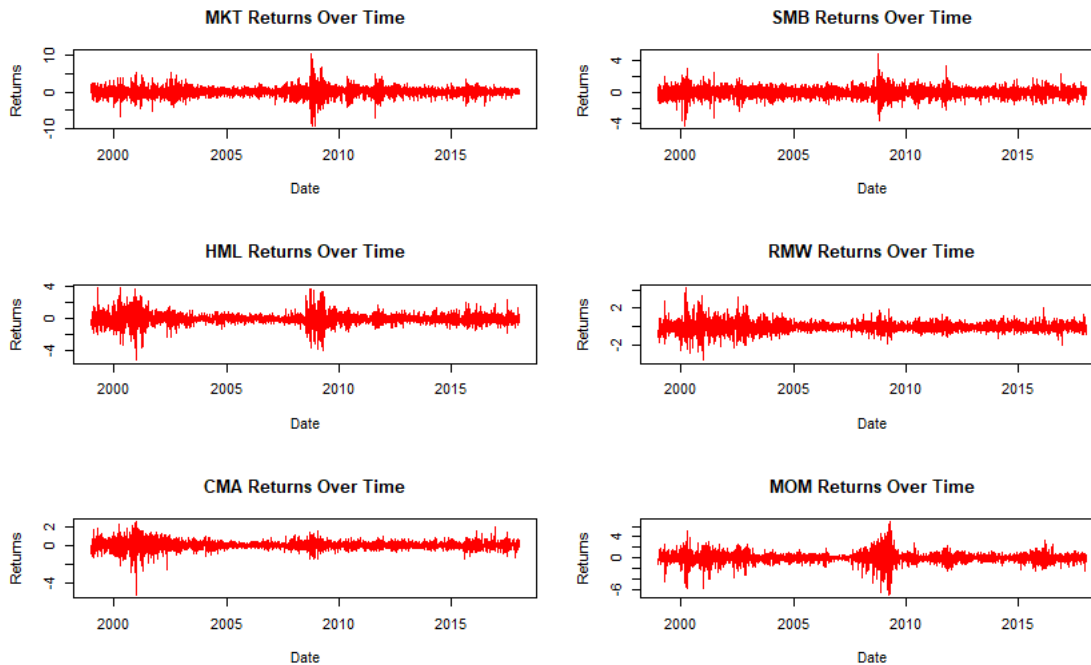 MKT Returns Over Time
Returns
-10 0 10
2000 2005 2010 2015
Date
SMB Returns Over Time
Returns
-4 0 4
2000 2005 2010 2015
Date
HML Returns Over Time
Returns
-4 0 4
2000 2005 2010 2015
Date
RMW Returns Over Time
Returns
-2 2
2000 2005 2010 2015
Date
CMA Returns Over Time
Returns
-4 0 2
2000 2005 2010 2015
Date
MOM Returns Over Time
Returns
-6 0 4
2000 2005 2010 2015
Date